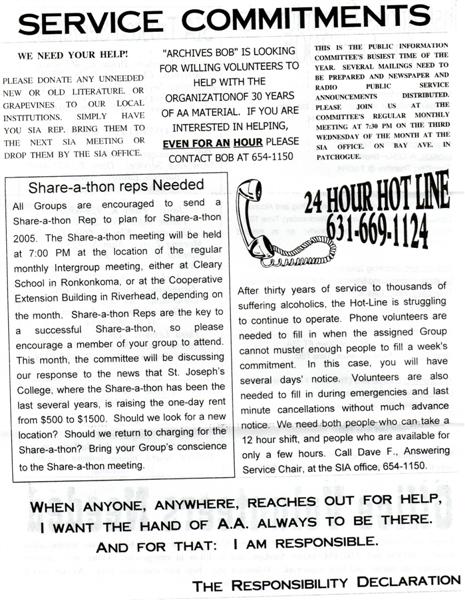 SERVICE COMMITMENTS
WE NEED YOUR HELP!
PLEASE DONATE ANY UNNEEDED
NEW OR OLD LITERATURE, OR
GRAPEVINES TO OUR LOCAL
INSTITUTIONS. SIMPLY HAVE
YOU SIA REP. BRING THEM TO
THE NEXT SIA MEETING OR
DROP THEM BY THE SIA OFFICE.
"ARCHIVES BOB" IS LOOKING
FOR WILLING VOLUNTEERS TO
HELP WITH THE
ORGANIZATIONOF 30 YEARS
OF AA MATERIAL. IF YOU ARE
INTERESTED IN HELPING,
EVEN FOR AN HOUR PLEASE
CONTACT BOB AT 654-1150
THIS IS THE PUBLIC INFORMATION
COMMITTEE'S BUSIEST TIME OF THE
YEAR. SEVERAL MAILINGS NEED TO
BE PREPARED AND NEWSPAPER AND
RADIO PUBLIC SERVICE
ANNOUNCEMENTS DISTRIBUTED.
PLEASE JOIN US AT THE
COMMITTEE'S REGULAR MONTHLY
MEETING AT 7:30 PM ON THE THIRD
WEDNESDAY OF THE MONTH AT THE
SIA OFFICE. ON BAY AVE. IN
PATCHOGUE.
Share-a-thon reps Needed
All Groups are encouraged to send a
Share-a-thon Rep to plan for Share-a-thon
2005. The Share-a-thon meeting will be held
at 7:00 PM at the location of the regular
monthly Intergroup meeting, either at Cleary
School in Ronkonkoma, or at the Cooperative
Extension Building in Riverhead, depending on
the month. Share-a-thon Reps are the key to
a successful Share-a-thon, so please
encourage a member of your group to attend.
This month, the committee will be discussing
our response to the news that St. Joseph's
College, where the Share-a-thon has been the
last several years, is raising the one-day rent
from $500 to $1500. Should we look for a new
location? Should we return to charging for the
Share-a-thon? Bring your Group's conscience
to the Share-a-thon meeting.
24 HOUR HOT LINE
631-669-1124
After thirty years of service to thousands of
suffering alcoholics, the Hot-Line is struggling
to continue to operate. Phone volunteers are
needed to fill in when the assigned Group
cannot muster enough people to fill a week's
commitment. In this case, you will have
several days' notice. Volunteers are also
needed to fill in during emergencies and last
minute cancellations without much advance
notice. We need both people who can take a
12 hour shift, and people who are available for
only a few hours. Call Dave F., Answering
Service Chair, at the SIA office, 654-1150.
WHEN ANYONE, ANYWHERE, REACHES OUT FOR HELP,
I WANT THE HAND OF A.A. ALWAYS TO BE THERE.
AND FOR THAT: I AM RESPONSIBLE.
THE RESPONSIBILITY DECLARATION